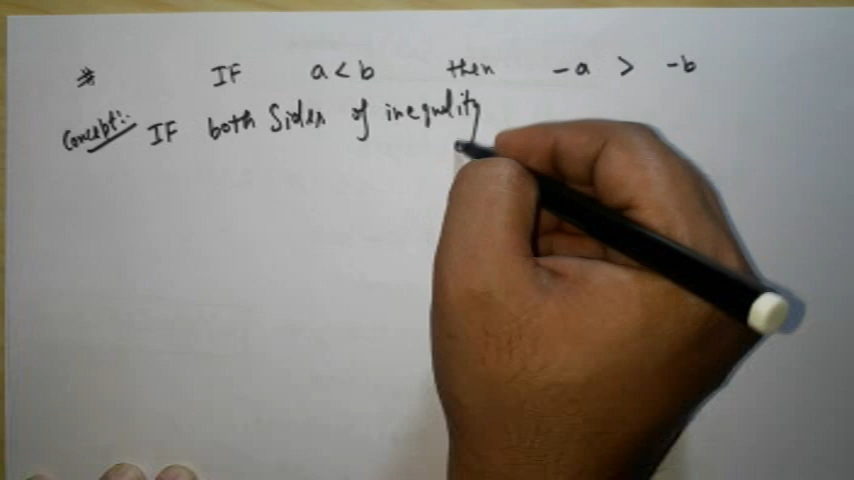 * IF a < b then -a > -b
Concept:- IF both Sides of inequality